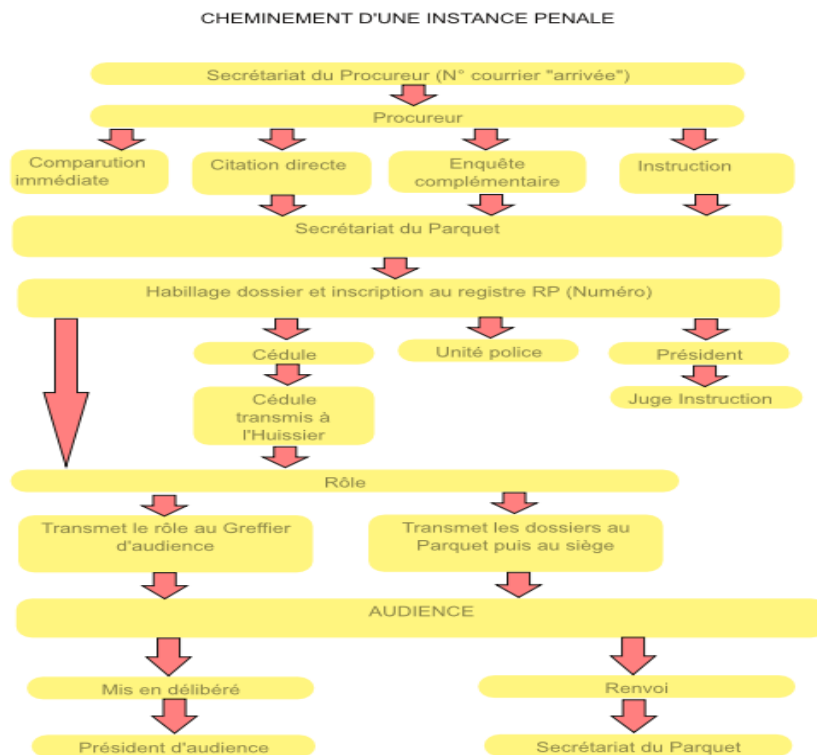 CHEMINEMENT D'UNE INSTANCE PENALE
Secrétariat du Procureur (N° courrier "arrivée")
Procureur
Comparution
immédiate
Citation directe
Enquête
complémentaire
Instruction
Secrétariat du Parquet
Habillage dossier et inscription au registre RP (Numéro)
Cédule
Unité police
Président
Cédule
transmis à
l'Huissier
Juge Instruction
Rôle
Transmet le rôle au Greffier
d'audience
Transmet les dossiers au
Parquet puis au siège
AUDIENCE
Mis en délibéré
Renvoi
Président d'audience
Secrétariat du Parquet